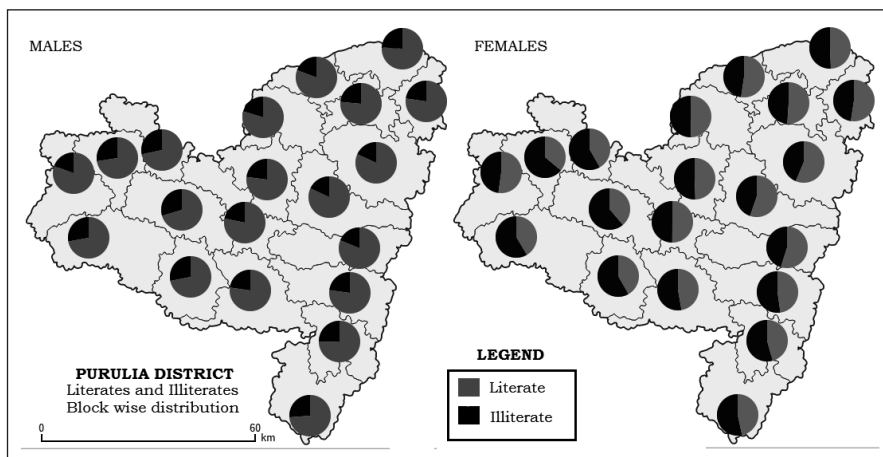 MALES
FEMALES
PURULIA DISTRICT
Literates and Illiterates
Block wise distribution
0
60
km
LEGEND
Literate
Illiterate